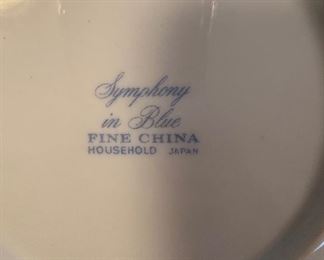 Symphony
in Blue
FINE CHINA
HOUSEHOLD JAPAN